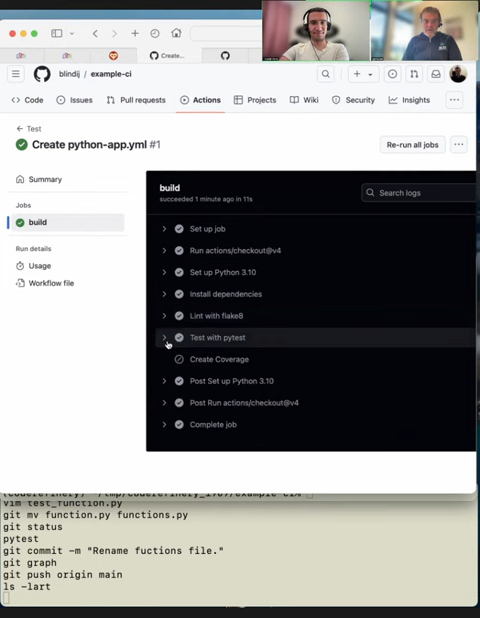 Create...
blindij / example-ci
Code
Issues
Pull requests
Actions
Projects
Wiki
Security
Insights
← Test
Create python-app.yml #1
Re-run all jobs
Summary
Jobs
build
Run details
Usage
Workflow file
build
succeeded 1 minute ago in 11s
Search logs
Set up job
Run actions/checkout@v4
Set up Python 3.10
Install dependencies
Lint with flake8
Test with pytest
Create Coverage
Post Set up Python 3.10
Post Run actions/checkout@v4
Complete job
vim test_function.py
git mv function.py functions.py
git status
pytest
git commit -m "Rename fuctions file."
git graph
git push origin main
ls -lart